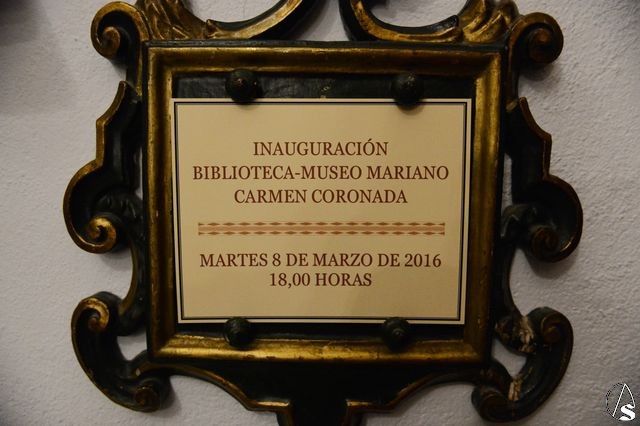 INAUGURACIÓN
BIBLIOTECA-MUSEO MARIANO
CARMEN CORONADA
MARTES 8 DE MARZO DE 2016
18,00 HORAS